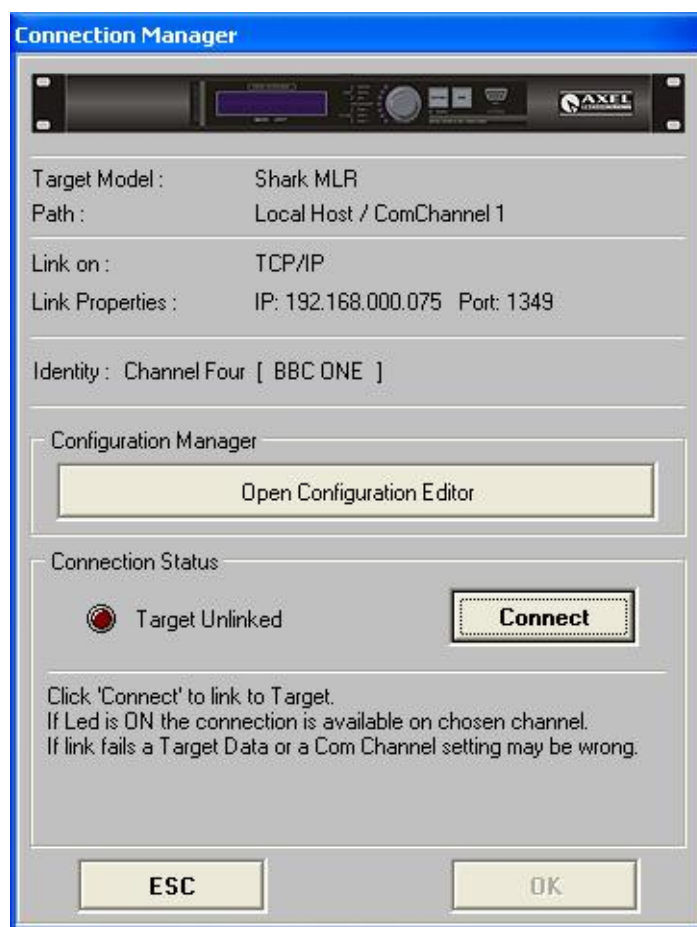 Connection Manager
AXEL
Target Model : Shark MLR
Path : Local Host / ComChannel 1
Link on : TCP/IP
Link Properties : IP: 192.168.000.075 Port: 1349
Identity : Channel Four [ BBC ONE ]
Configuration Manager
Open Configuration Editor
Connection Status
Target Unlinked
Connect
Click 'Connect' to link to Target.
If Led is ON the connection is available on chosen channel.
If link fails a Target Data or a Com Channel setting may be wrong.
ESC
OK